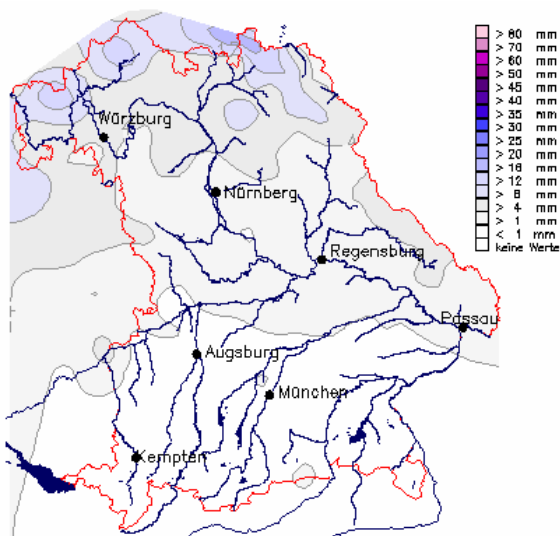 > 80 mm
> 70 mm
> 60 mm
> 50 mm
> 45 mm
> 40 mm
> 35 mm
> 30 mm
> 25 mm
> 20 mm
> 16 mm
> 12 mm
> 8 mm
> 4 mm
> 1 mm
< 1 mm
keine Werte
Würzburg
Nürnberg
Regensburg
Passau
Augsburg
München
Kempten